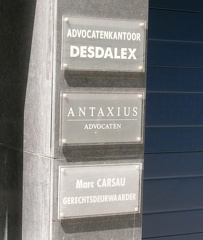 ADVOCATENKANTOOR
DESDALEX
ANTAXIUS
ADVOCATEN
Marc CARSAU
GERECHTSDEURWAARDER